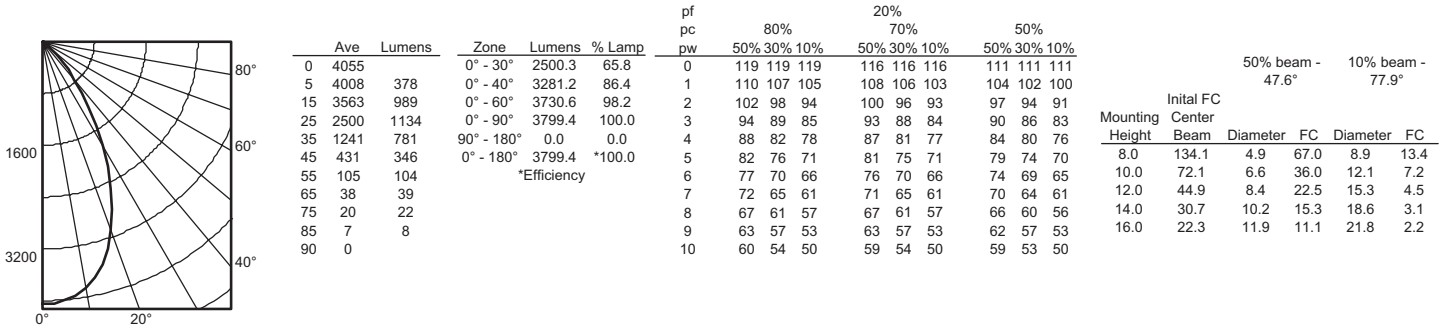 80°
60°
40°
1600
3200
0° 20°
Ave Lumens
0 4055
5 4008 378
15 3563 989
25 2500 1134
35 1241 781
45 431 346
55 105 104
65 38 39
75 20 22
85 7 8
90 0
Zone Lumens % Lamp
0° - 30° 2500.3 65.8
0° - 40° 3281.2 86.4
0° - 60° 3730.6 98.2
0° - 90° 3799.4 100.0
90° - 180° 0.0 0.0
0° - 180° 3799.4 *100.0
*Efficiency
pf 20%
pc 80% 70% 50%
pw 50% 30% 10% 50% 30% 10% 50% 30% 10%
0 119 119 119 116 116 116 111 111 111
1 110 107 105 108 106 103 104 102 100
2 102 98 94 100 96 93 97 94 91
3 94 89 85 93 88 84 90 86 83
4 88 82 78 87 81 77 84 80 76
5 82 76 71 81 75 71 79 74 70
6 77 70 66 76 70 66 74 69 65
7 72 65 61 71 65 61 70 64 61
8 67 61 57 67 61 57 66 60 56
9 63 57 53 63 57 53 62 57 53
10 60 54 50 59 54 50 59 53 50
50% beam - 10% beam -
47.6° 77.9°
Inital FC
Mounting Center
Height Beam Diameter FC Diameter FC
8.0 134.1 4.9 67.0 8.9 13.4
10.0 72.1 6.6 36.0 12.1 7.2
12.0 44.9 8.4 22.5 15.3 4.5
14.0 30.7 10.2 15.3 18.6 3.1
16.0 22.3 11.9 11.1 21.8 2.2